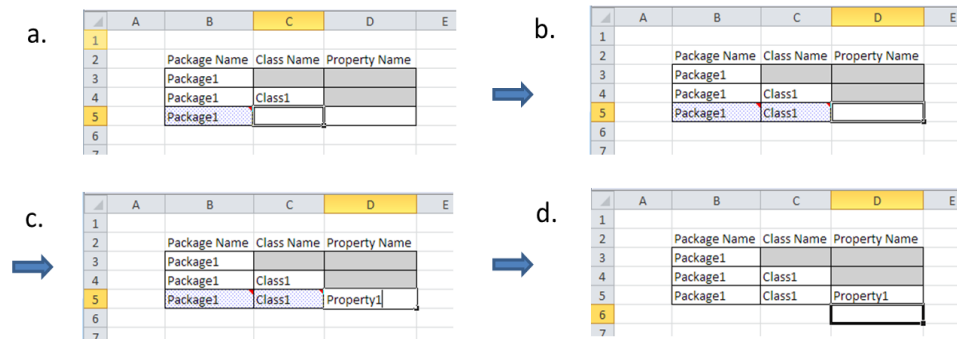 a.
A B C D E
1
2 Package Name Class Name Property Name
3 Package1
4 Package1 Class1
5 Package1
6
7
b.
A B C D E
1
2 Package Name Class Name Property Name
3 Package1
4 Package1 Class1
5 Package1 Class1
6
7
c.
A B C D E
1
2 Package Name Class Name Property Name
3 Package1
4 Package1 Class1
5 Package1 Class1 Property1
6
7
d.
A B C D E
1
2 Package Name Class Name Property Name
3 Package1
4 Package1 Class1
5 Package1 Class1 Property1
6
7